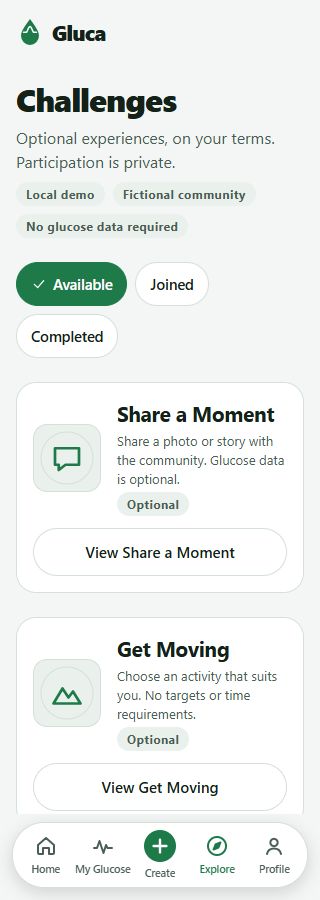 Gluca
Challenges
Optional experiences, on your terms.
Participation is private.
Local demo
Fictional community
No glucose data required
Available
Joined
Completed
Share a Moment
Share a photo or story with
the community. Glucose data
is optional.
Optional
View Share a Moment
Get Moving
Choose an activity that suits
you. No targets or time
requirements.
Optional
View Get Moving
Home
My Glucose
Create
Explore
Profile